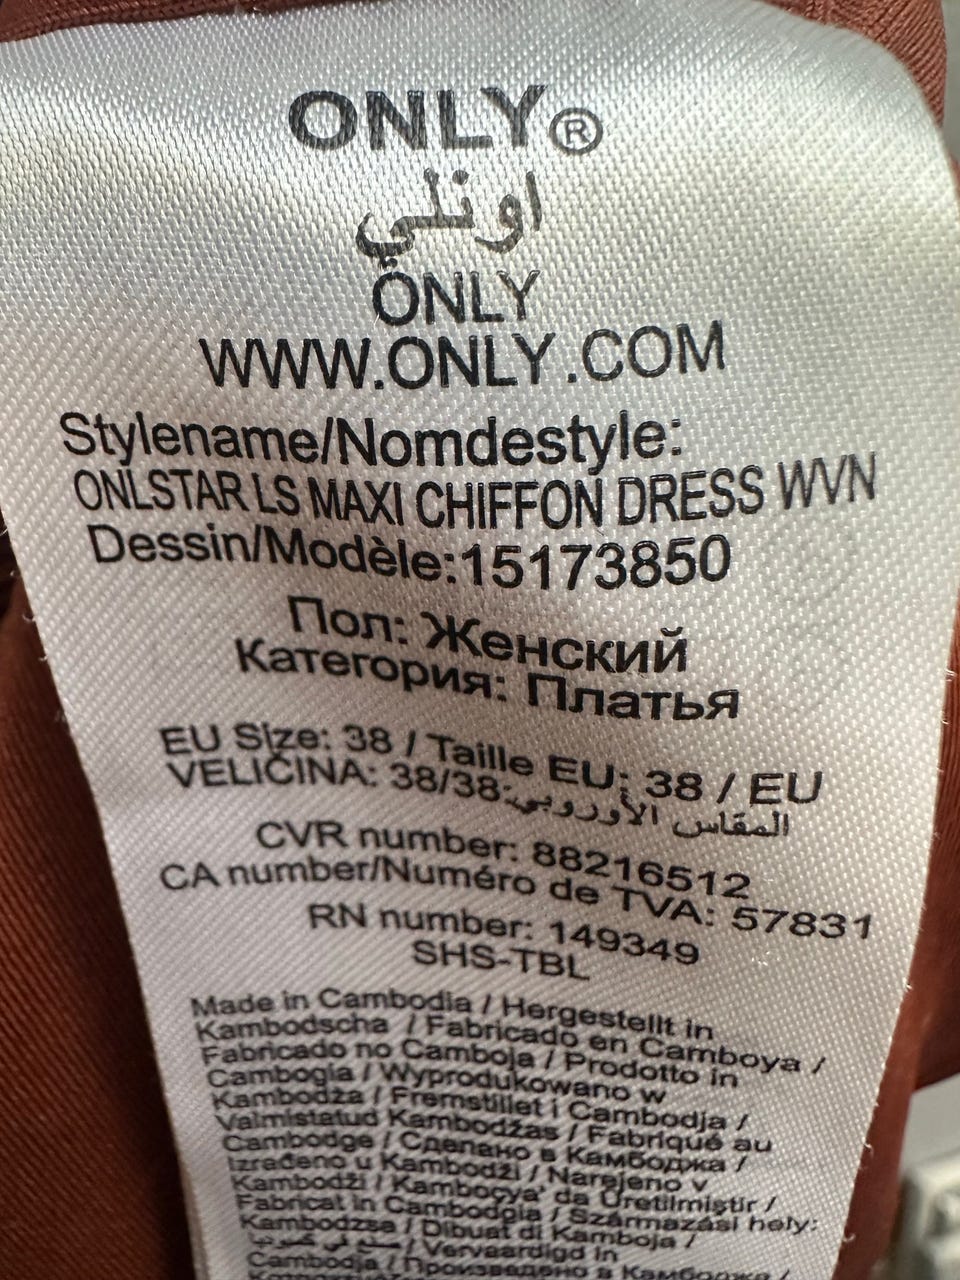 ONLY®
اونلي
ONLY
WWW.ONLY.COM
Stylename/Nomdestyle:
ONLSTAR LS MAXI CHIFFON DRESS WVN
Dessin/Modèle:15173850
Пол: Женский
Категория: Платья
EU Size: 38 / Taille EU: 38 / EU
VELIČINA: 38/38:المقاس الأوروبي
CVR number: 88216512
CA number/Numéro de TVA: 57831
RN number: 149349
SHS-TBL
Made in Cambodia / Hergestellt in
Kambodscha / Fabricado en Camboya /
Fabricado no Camboja / Prodotto in
Cambogia / Wyprodukowano w
Kambodża / Fremstillet i Cambodja /
Valmistatud Kambodžas / Fabriqué au
Cambodge / Сделано в Камбоджа /
Izrađeno u Kambodži / Narejeno v
Kambodži / Kamboçya' da Üretilmiştir /
Fabricat in Cambodgia / Származási hely:
Kambodzsa / Dibuat di Kamboja /
صنع في / Vervaardigd in
Cambodja / Произведено в Камбоджа /